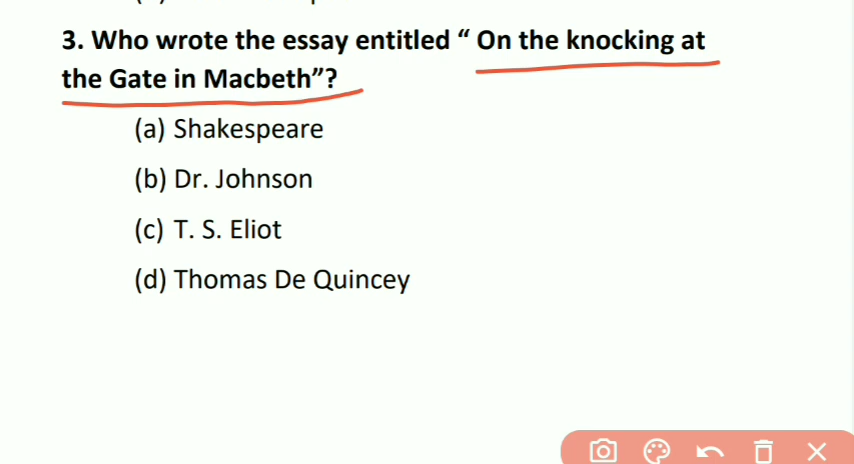 3. Who wrote the essay entitled “ On the knocking at
the Gate in Macbeth”?
(a) Shakespeare
(b) Dr. Johnson
(c) T. S. Eliot
(d) Thomas De Quincey